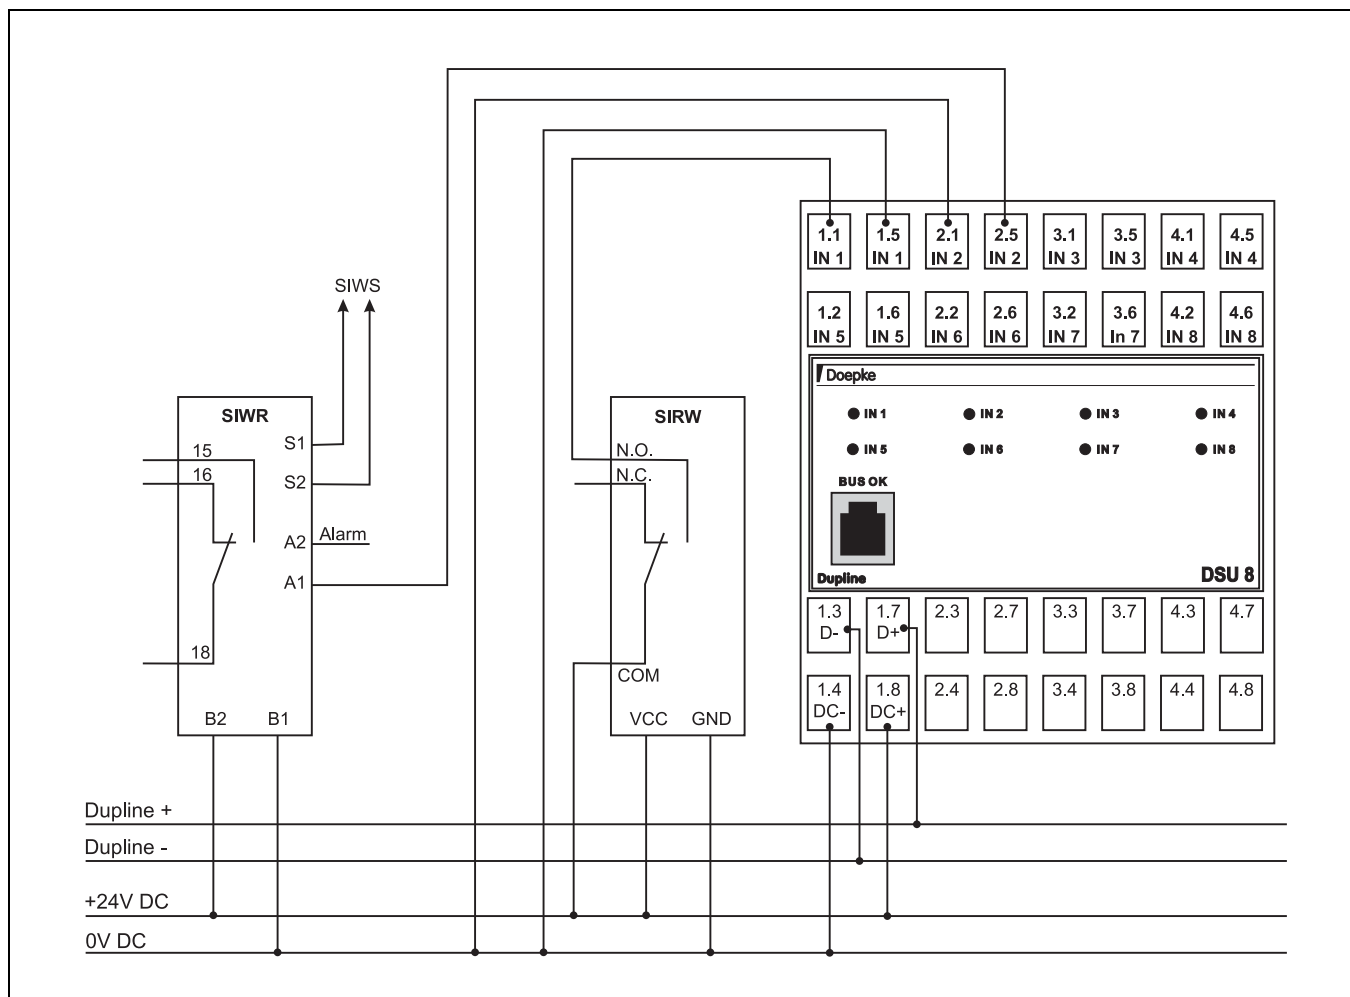 1.1 1.5 2.1 2.5 3.1 3.5 4.1 4.5
IN 1 IN 1 IN 2 IN 2 IN 3 IN 3 IN 4 IN 4
1.2 1.6 2.2 2.6 3.2 3.6 4.2 4.6
IN 5 IN 5 IN 6 IN 6 IN 7 In 7 IN 8 IN 8
Doepke
IN 1 IN 2 IN 3 IN 4
IN 5 IN 6 IN 7 IN 8
BUS OK
Dupline DSU 8
1.3 1.7 2.3 2.7 3.3 3.7 4.3 4.7
D- D+
1.4 1.8 2.4 2.8 3.4 3.8 4.4 4.8
DC- DC+
SIWS
SIWR
15
16
18
S1
S2
A2 Alarm
A1
B2 B1
SIRW
N.O.
N.C.
COM
VCC GND
Dupline +
Dupline -
+24V DC
0V DC